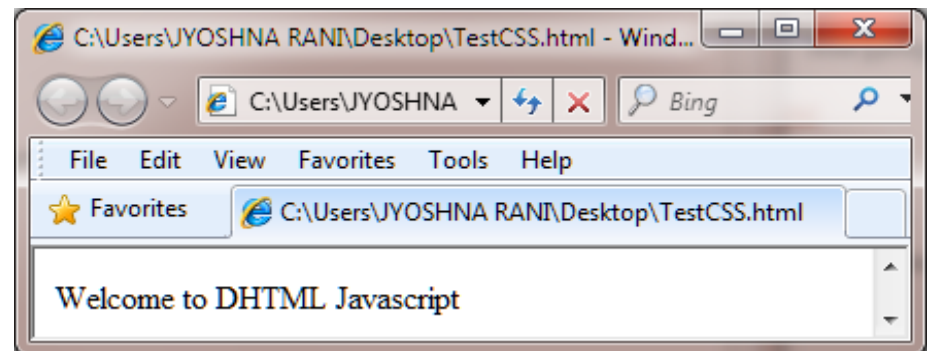 C:\Users\JYOSHNA RANI\Desktop\TestCSS.html - Wind...
C:\Users\JYOSHNA Bing
File Edit View Favorites Tools Help
Favorites C:\Users\JYOSHNA RANI\Desktop\TestCSS.html
Welcome to DHTML Javascript